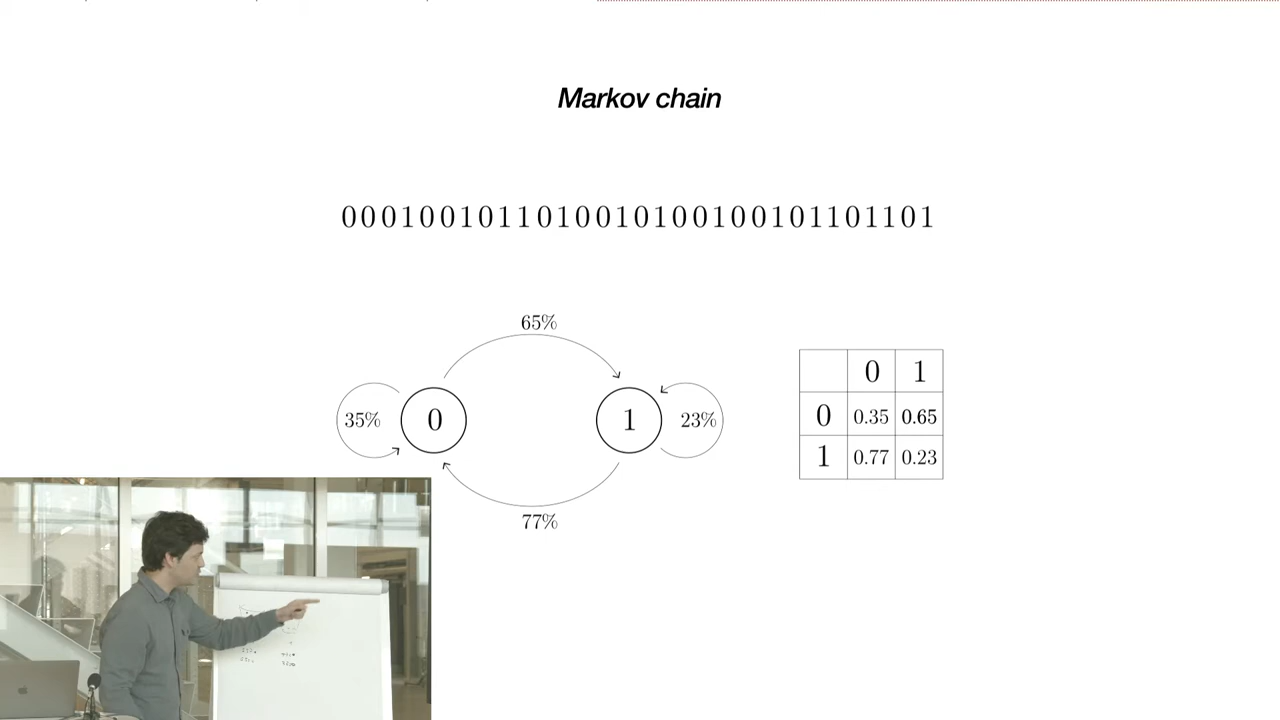 Markov chain
0001001011010010100100101101101
65%
35% 0 1 23%
77%
0 1
0 0.35 0.65
1 0.77 0.23